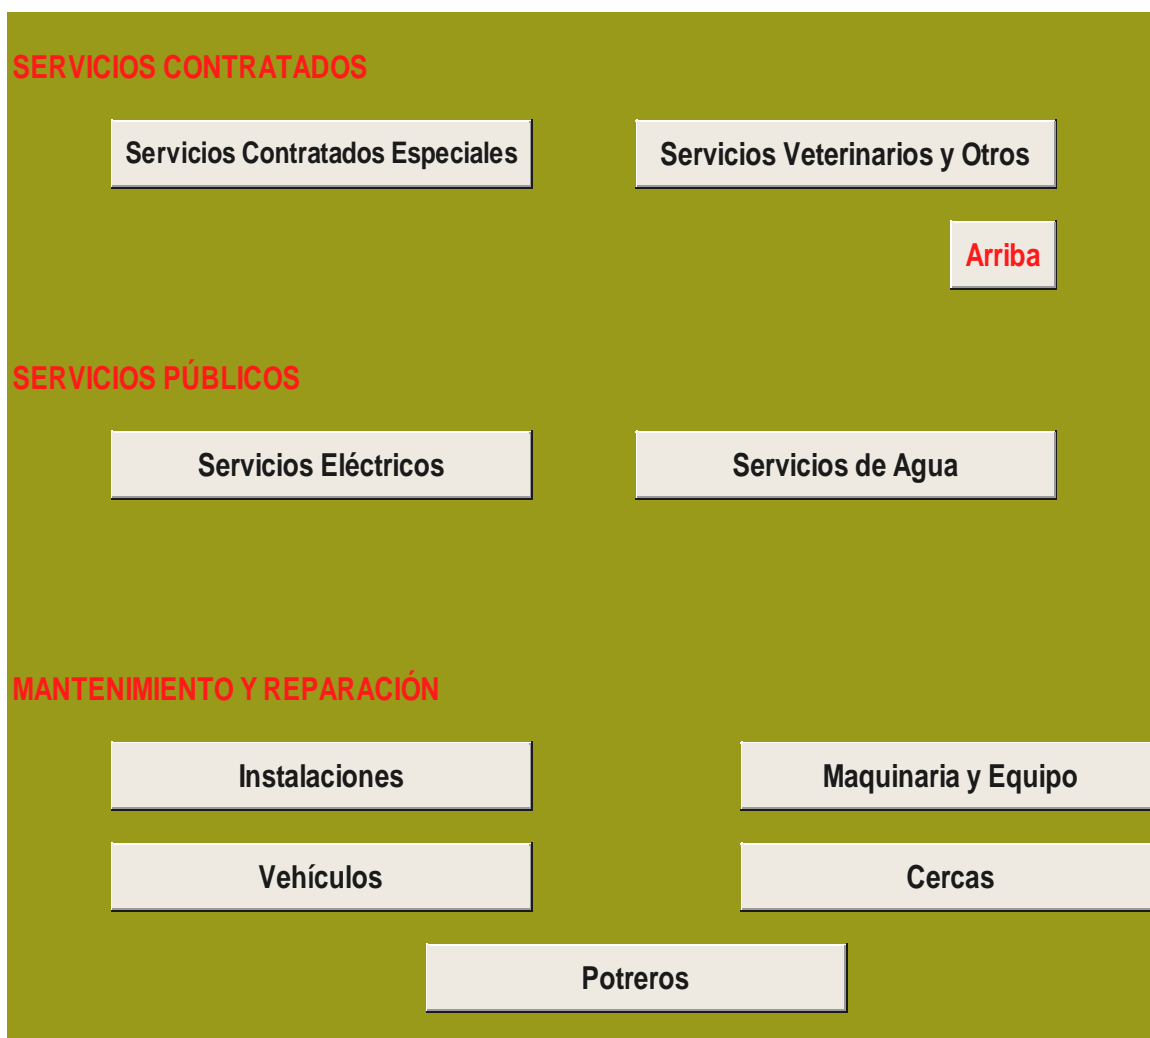 SERVICIOS CONTRATADOS
Servicios Contratados Especiales
Servicios Veterinarios y Otros
Arriba
SERVICIOS PÚBLICOS
Servicios Eléctricos
Servicios de Agua
MANTENIMIENTO Y REPARACIÓN
Instalaciones
Maquinaria y Equipo
Vehículos
Cercas
Potreros